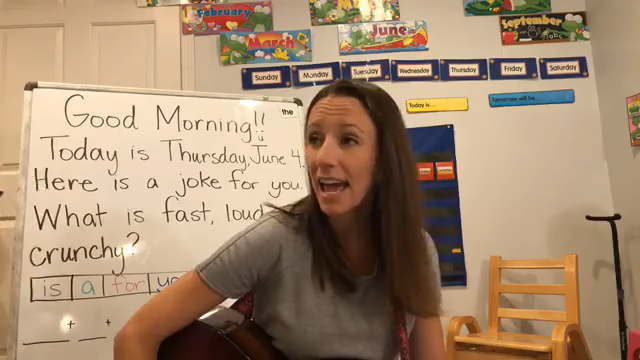 February
March
June
September
Sunday Monday Tuesday Wednesday Thursday Friday Saturday
Today is...
Tomorrow will be...
the
Good Morning!!
Today is Thursday, June 4.
Here is a joke for you.
What is fast, loud
crunchy?
is a for
+ +